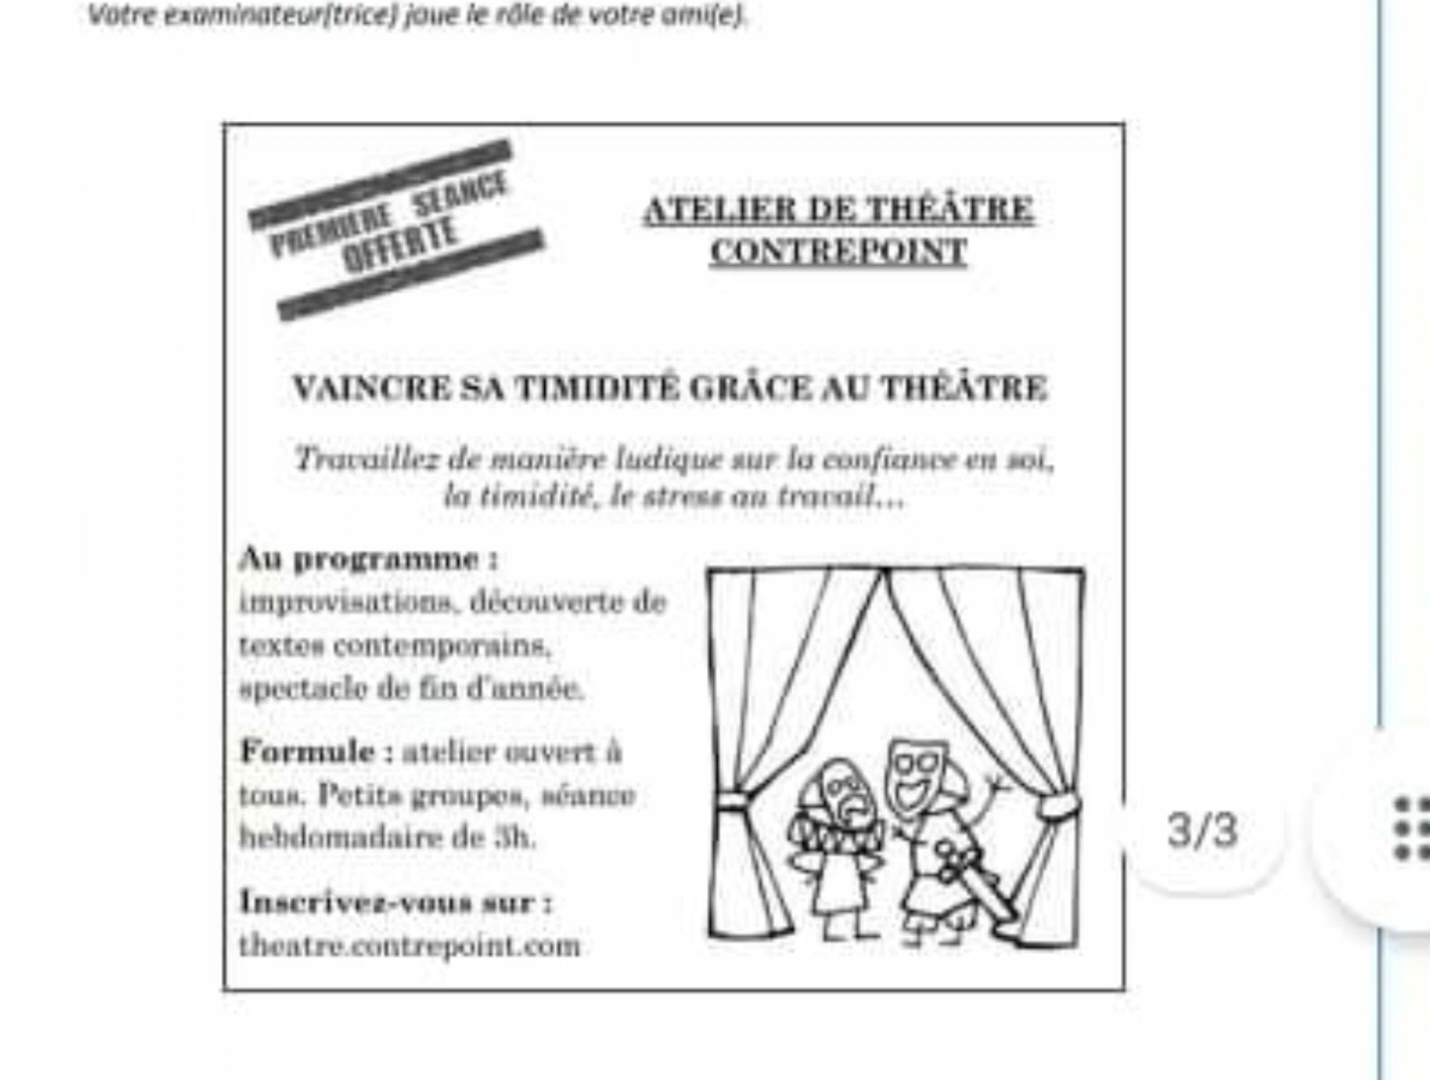 Votre examinateur(trice) joue le rôle de votre ami(e).
PREMIERE SEANCE
OFFERTE
ATELIER DE THÉÂTRE
CONTREPOINT
VAINCRE SA TIMIDITÉ GRÂCE AU THÉÂTRE
Travaillez de manière ludique sur la confiance en soi,
la timidité, le stress au travail...
Au programme :
improvisations, découverte de
textes contemporains,
spectacle de fin d'année.
Formule : atelier ouvert à
tous. Petits groupes, séance
hebdomadaire de 3h.
Inscrivez-vous sur :
theatre.contrepoint.com
3/3